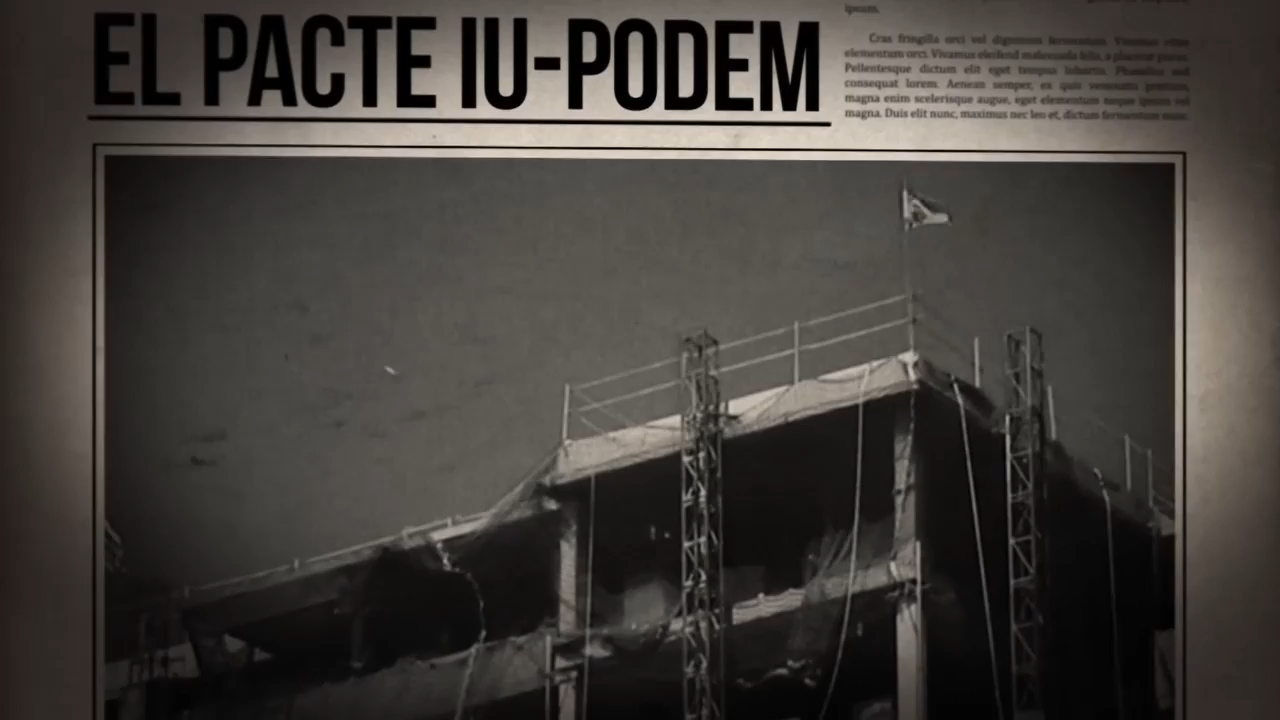 EL PACTE IU-PODEM
ipsum.
Cras fringilla orci vel dignissim fermentum. Vivamus vitae
elementum orci. Vivamus eleifend malesuada felis, a placerat purus.
Pellentesque dictum elit eget tempus lobortis. Phasellus sed
consequat lorem. Aenean semper, ex quis venenatis pretium,
magna enim scelerisque augue, eget elementum neque ipsum vel
magna. Duis elit nunc, maximus nec leo et, dictum fermentum nunc.